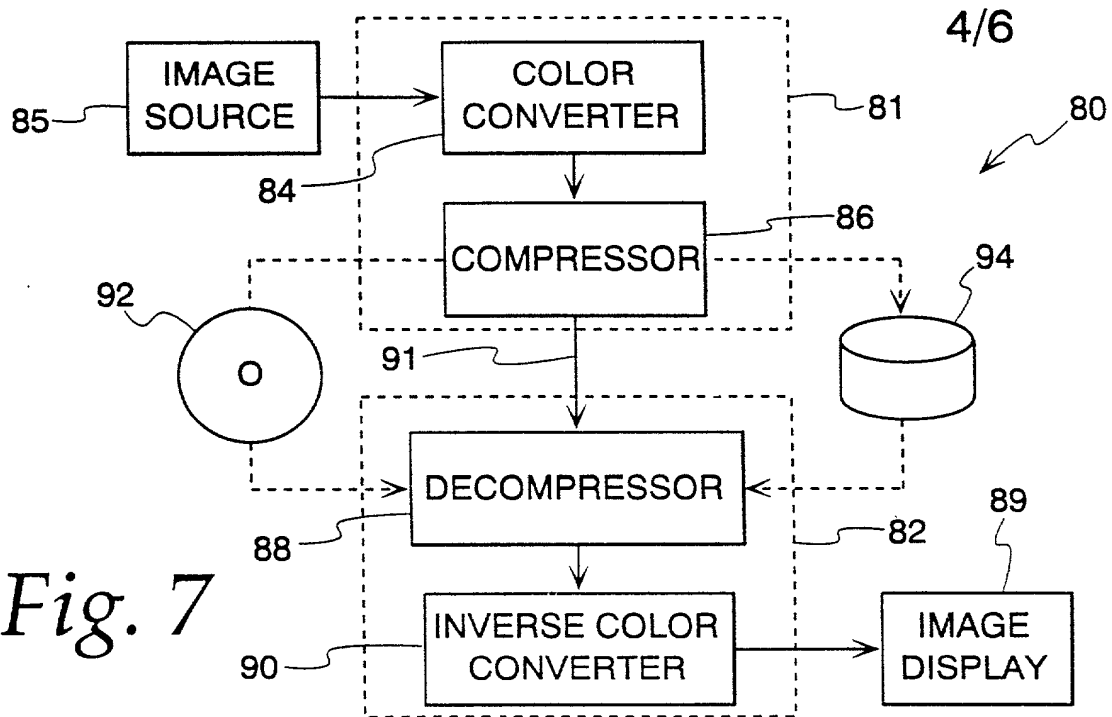 4/6
IMAGE
SOURCE
85
COLOR
CONVERTER
84
81
80
COMPRESSOR
86
92
94
91
DECOMPRESSOR
88
82
89
Fig. 7
INVERSE COLOR
CONVERTER
90
IMAGE
DISPLAY